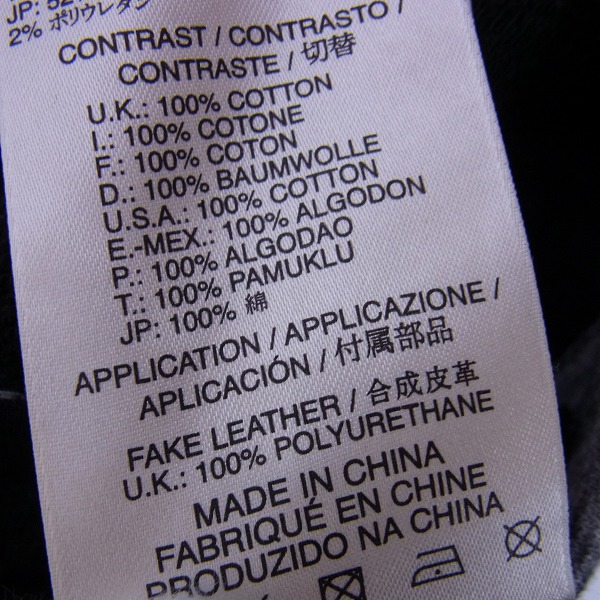 JP: 52
2% ポリウレタン
CONTRAST / CONTRASTO /
CONTRASTE / 切替
U.K.: 100% COTTON
I.: 100% COTONE
F.: 100% COTON
D.: 100% BAUMWOLLE
U.S.A.: 100% COTTON
E.-MEX.: 100% ALGODON
P.: 100% ALGODAO
T.: 100% PAMUKLU
JP: 100% 綿
APPLICATION / APPLICAZIONE /
APLICACIÓN / 付属部品
FAKE LEATHER / 合成皮革
U.K.: 100% POLYURETHANE
MADE IN CHINA
FABRIQUÉ EN CHINE
PRODUZIDO NA CHINA